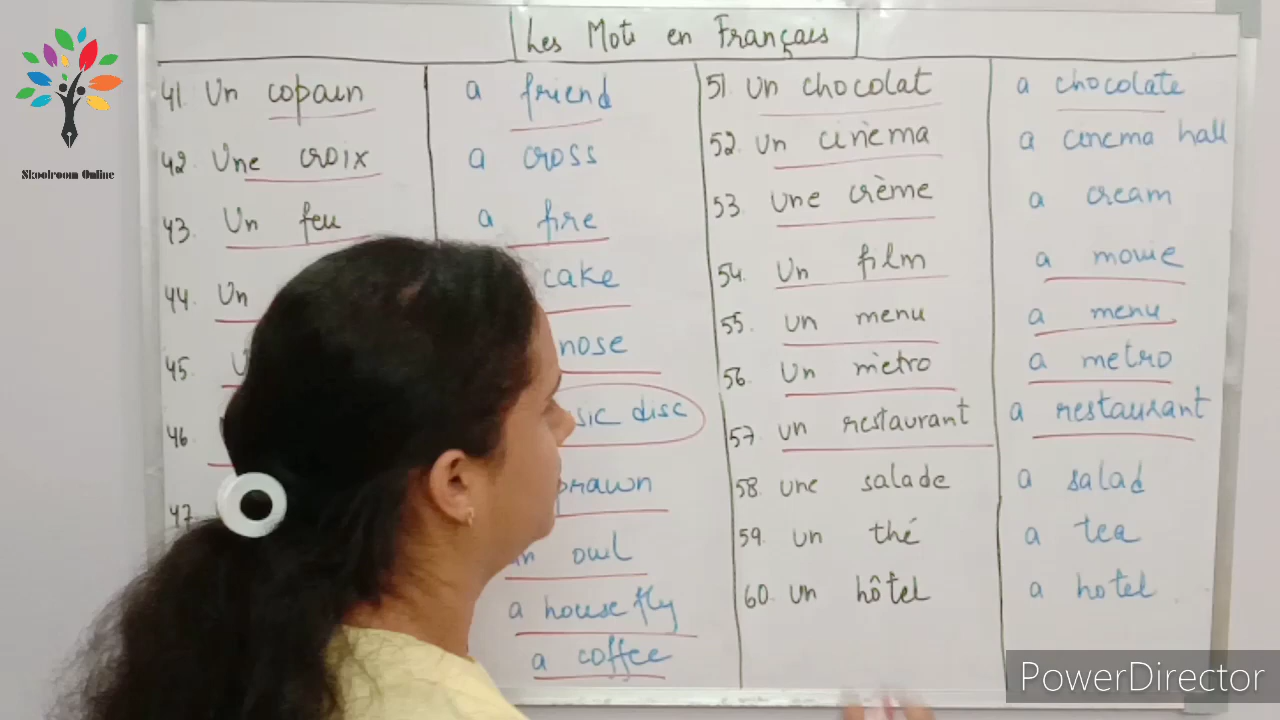 Les Mots en Français
41. Un copain a friend
42. Une croix a cross
43. Un feu a fire
44. Un cake
45. nose
46. sic disc
47. prawn
owl
a housefly
a coffee
51. Un chocolat a chocolate
52. Un cinéma a cinema hall
53. Une crème a cream
54. Un film a movie
55. un menu a menu
56. Un métro a metro
57. un restaurant a restaurant
58. une salade a salad
59. un thé a tea
60. un hôtel a hotel
Skoolroom Online
PowerDirector